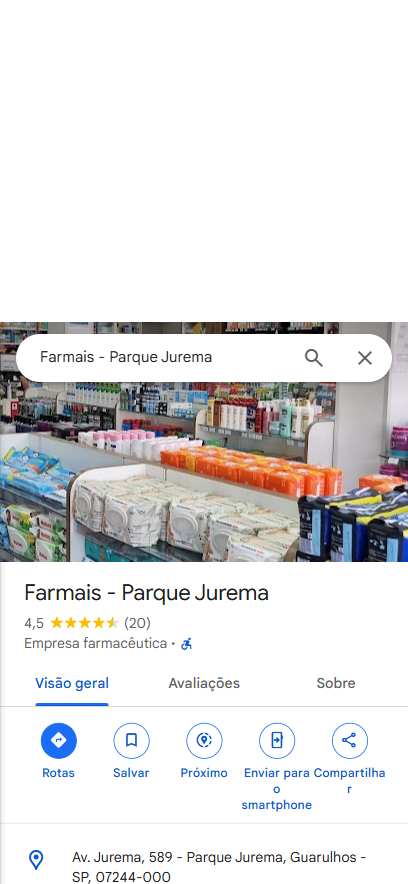 Farmais - Parque Jurema
Farmais - Parque Jurema
4,5 (20)
Empresa farmacêutica ·
Visão geral Avaliações Sobre
Rotas Salvar Próximo Enviar para o smartphone Compartilhar
Av. Jurema, 589 - Parque Jurema, Guarulhos -
SP, 07244-000